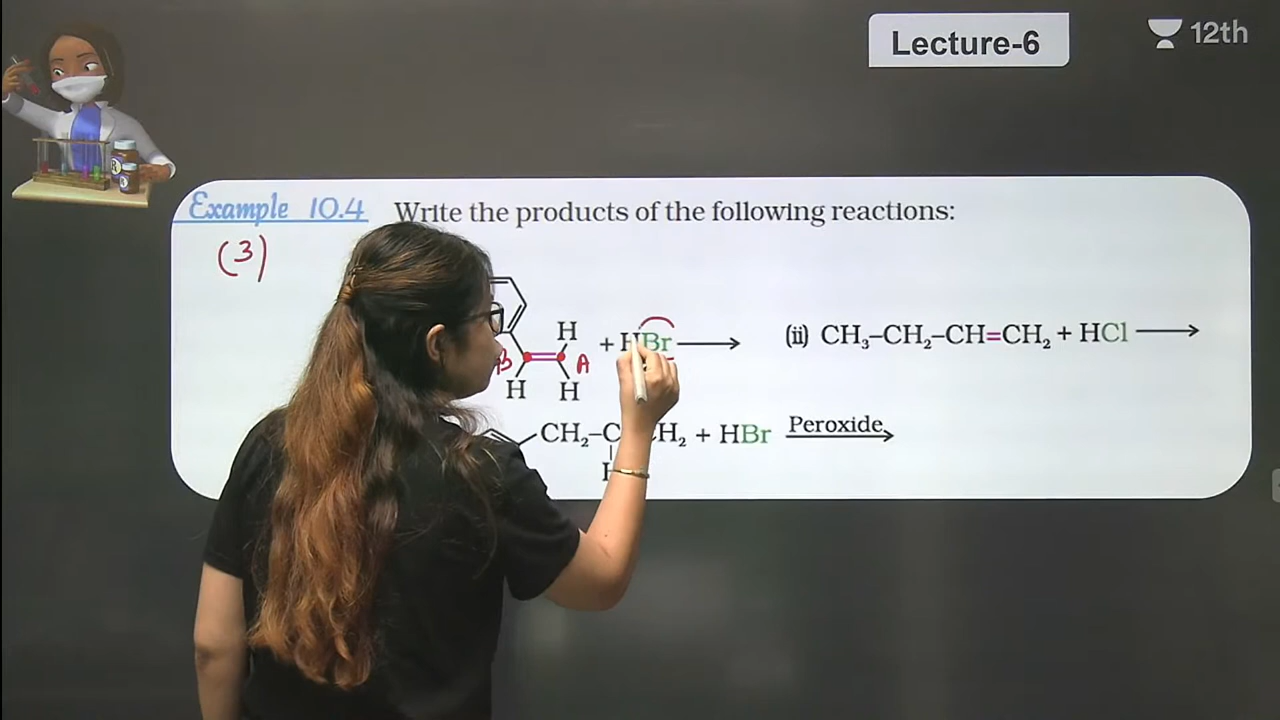 Lecture-6
12th
Example 10.4 Write the products of the following reactions:
(3)
H
+ HBr
B A
H H
(ii) CH₃–CH₂–CH=CH₂ + HCl
CH₂–C H₂ + HBr Peroxide
H